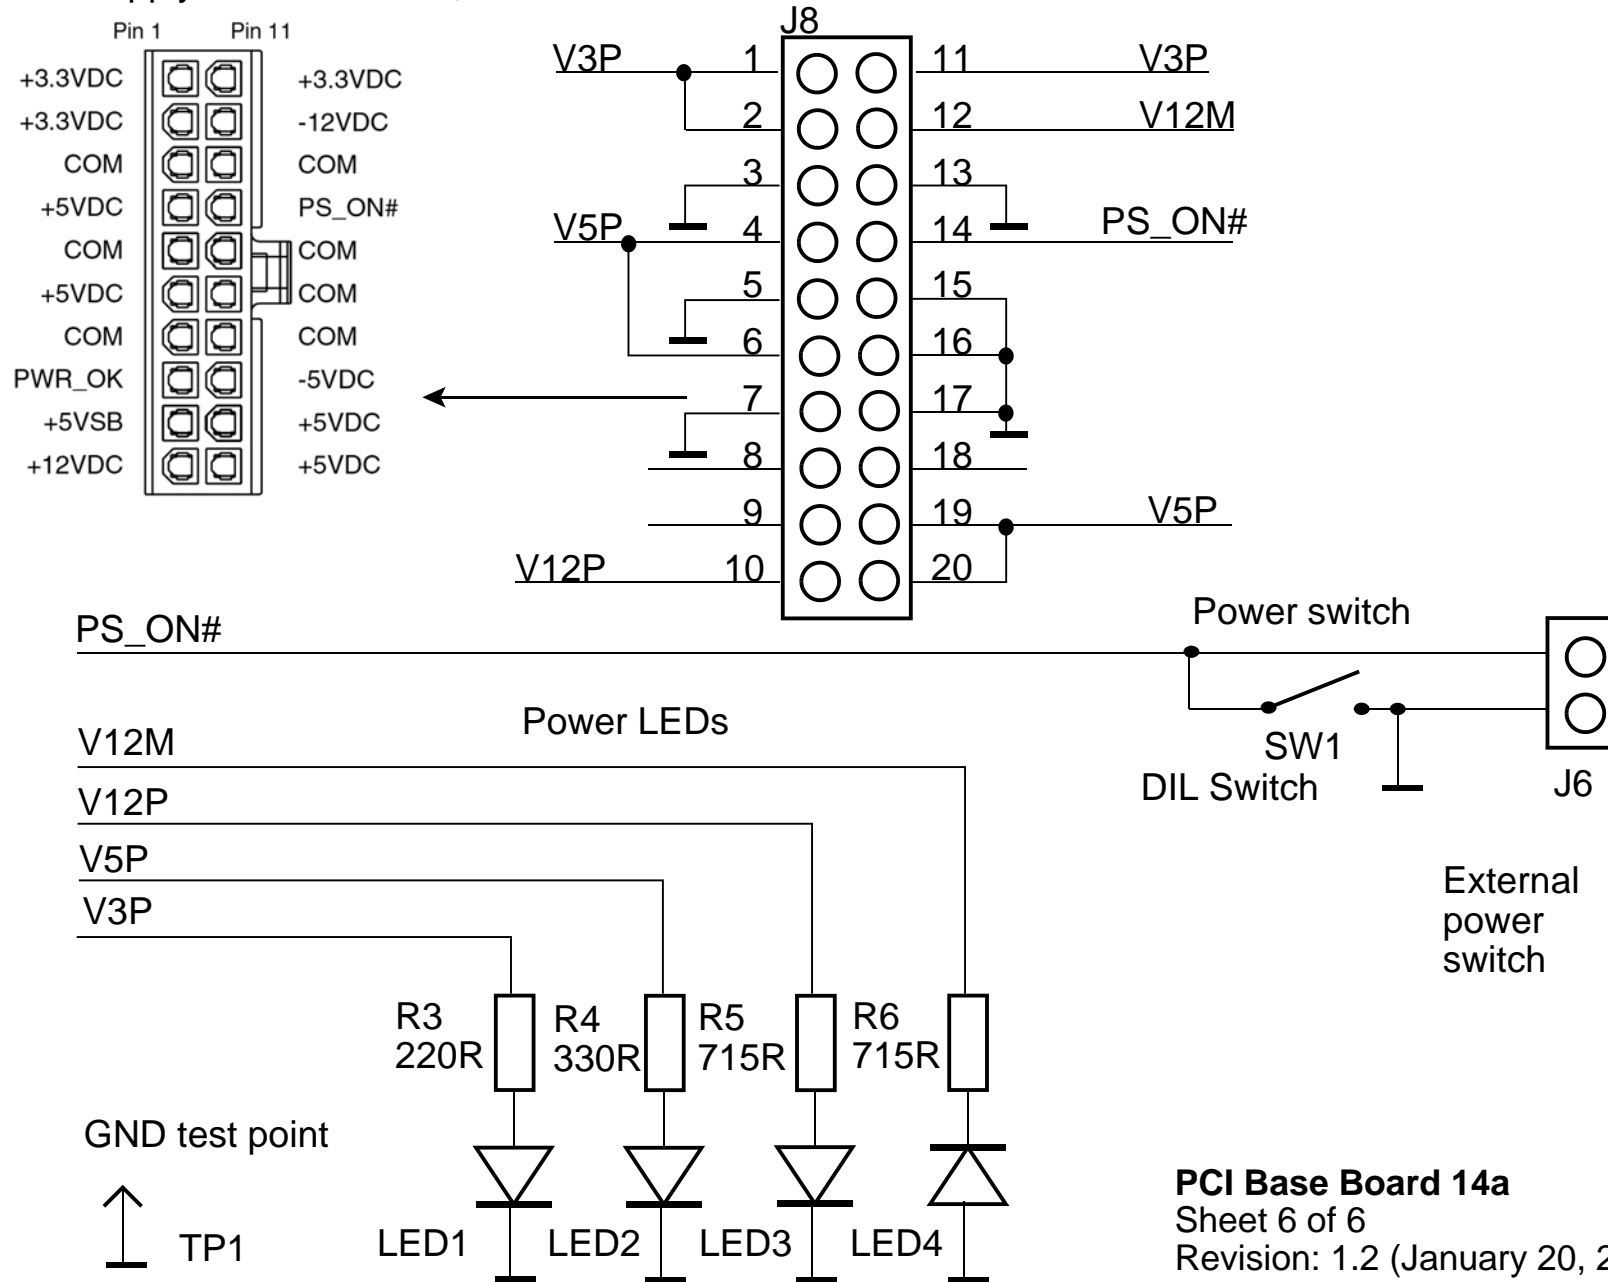 Pin 1 Pin 11
+3.3VDC +3.3VDC
+3.3VDC -12VDC
COM COM
+5VDC PS_ON#
COM COM
+5VDC COM
COM COM
PWR_OK -5VDC
+5VSB +5VDC
+12VDC +5VDC
J8
V3P 1 11 V3P
2 12 V12M
3 13
V5P 4 14 PS_ON#
5 15
6 16
7 17
8 18
9 19 V5P
V12P 10 20
PS_ON#
Power switch
SW1
DIL Switch
J6
External
power
switch
Power LEDs
V12M
V12P
V5P
V3P
R3 R4 R5 R6
220R 330R 715R 715R
GND test point
TP1
LED1 LED2 LED3 LED4
PCI Base Board 14a
Sheet 6 of 6
Revision: 1.2 (January 20,